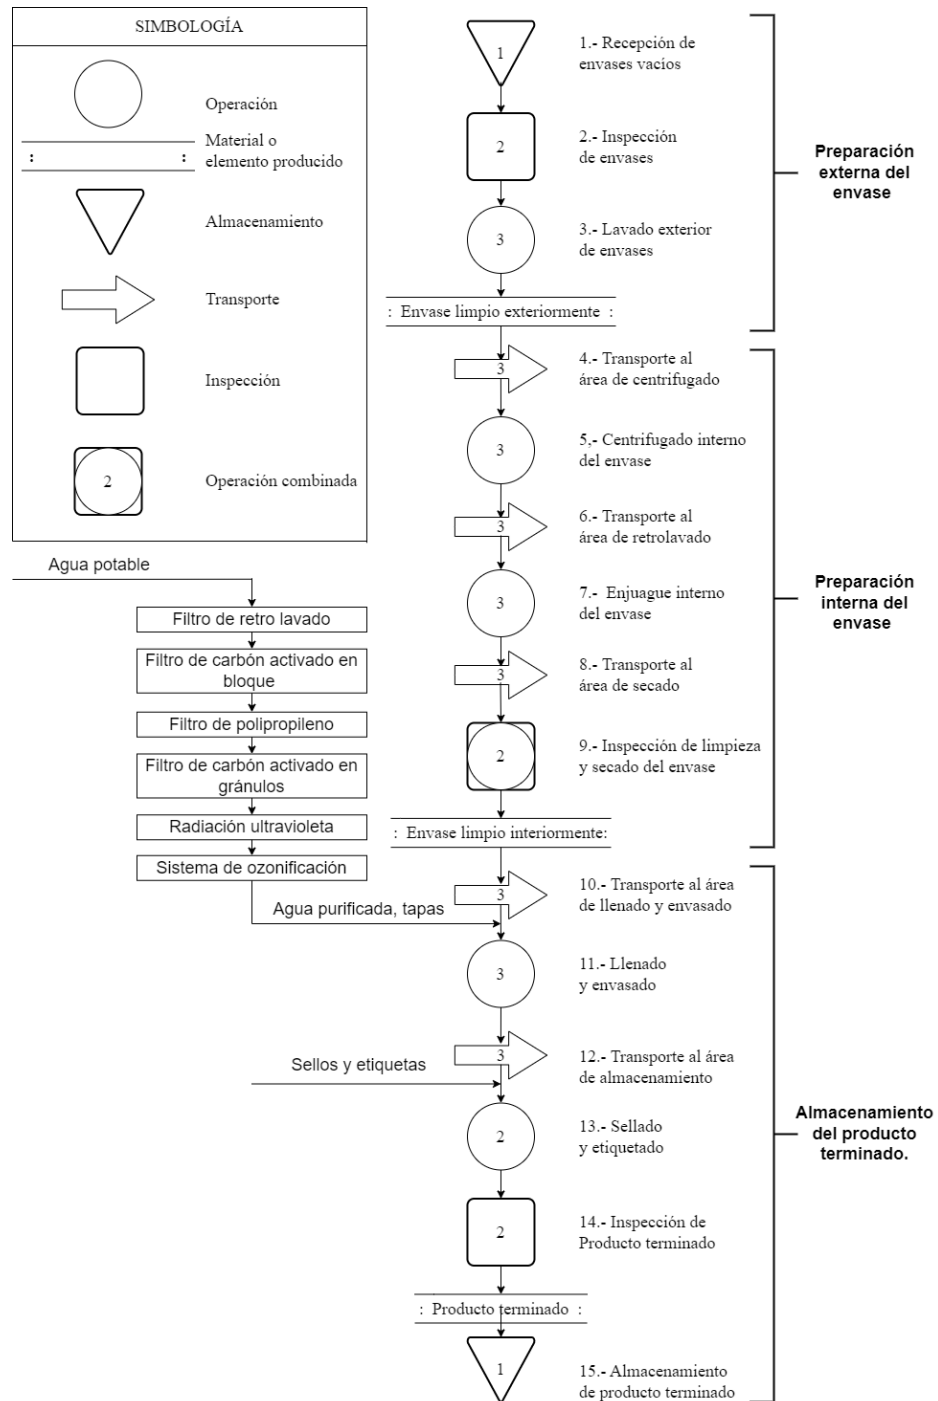 SIMBOLOGÍA
Operación
Material o
elemento producido
:
:
Almacenamiento
Transporte
Inspección
2
Operación combinada
Agua potable
Filtro de retro lavado
Filtro de carbón activado en
bloque
Filtro de polipropileno
Filtro de carbón activado en
gránulos
Radiación ultravioleta
Sistema de ozonificación
Agua purificada, tapas
Sellos y etiquetas
1
1.- Recepción de
envases vacíos
2
2.- Inspección
de envases
3
3.- Lavado exterior
de envases
: Envase limpio exteriormente :
Preparación
externa del
envase
3
4.- Transporte al
área de centrifugado
3
5,- Centrifugado interno
del envase
3
6.- Transporte al
área de retrolavado
3
7.- Enjuague interno
del envase
3
8.- Transporte al
área de secado
2
9.- Inspección de limpieza
y secado del envase
: Envase limpio interiormente:
Preparación
interna del
envase
3
10.- Transporte al área
de llenado y envasado
3
11.- Llenado
y envasado
3
12.- Transporte al área
de almacenamiento
2
13.- Sellado
y etiquetado
2
14.- Inspección de
Producto terminado
: Producto terminado :
1
15.- Almacenamiento
de producto terminado
Almacenamiento
del producto
terminado.